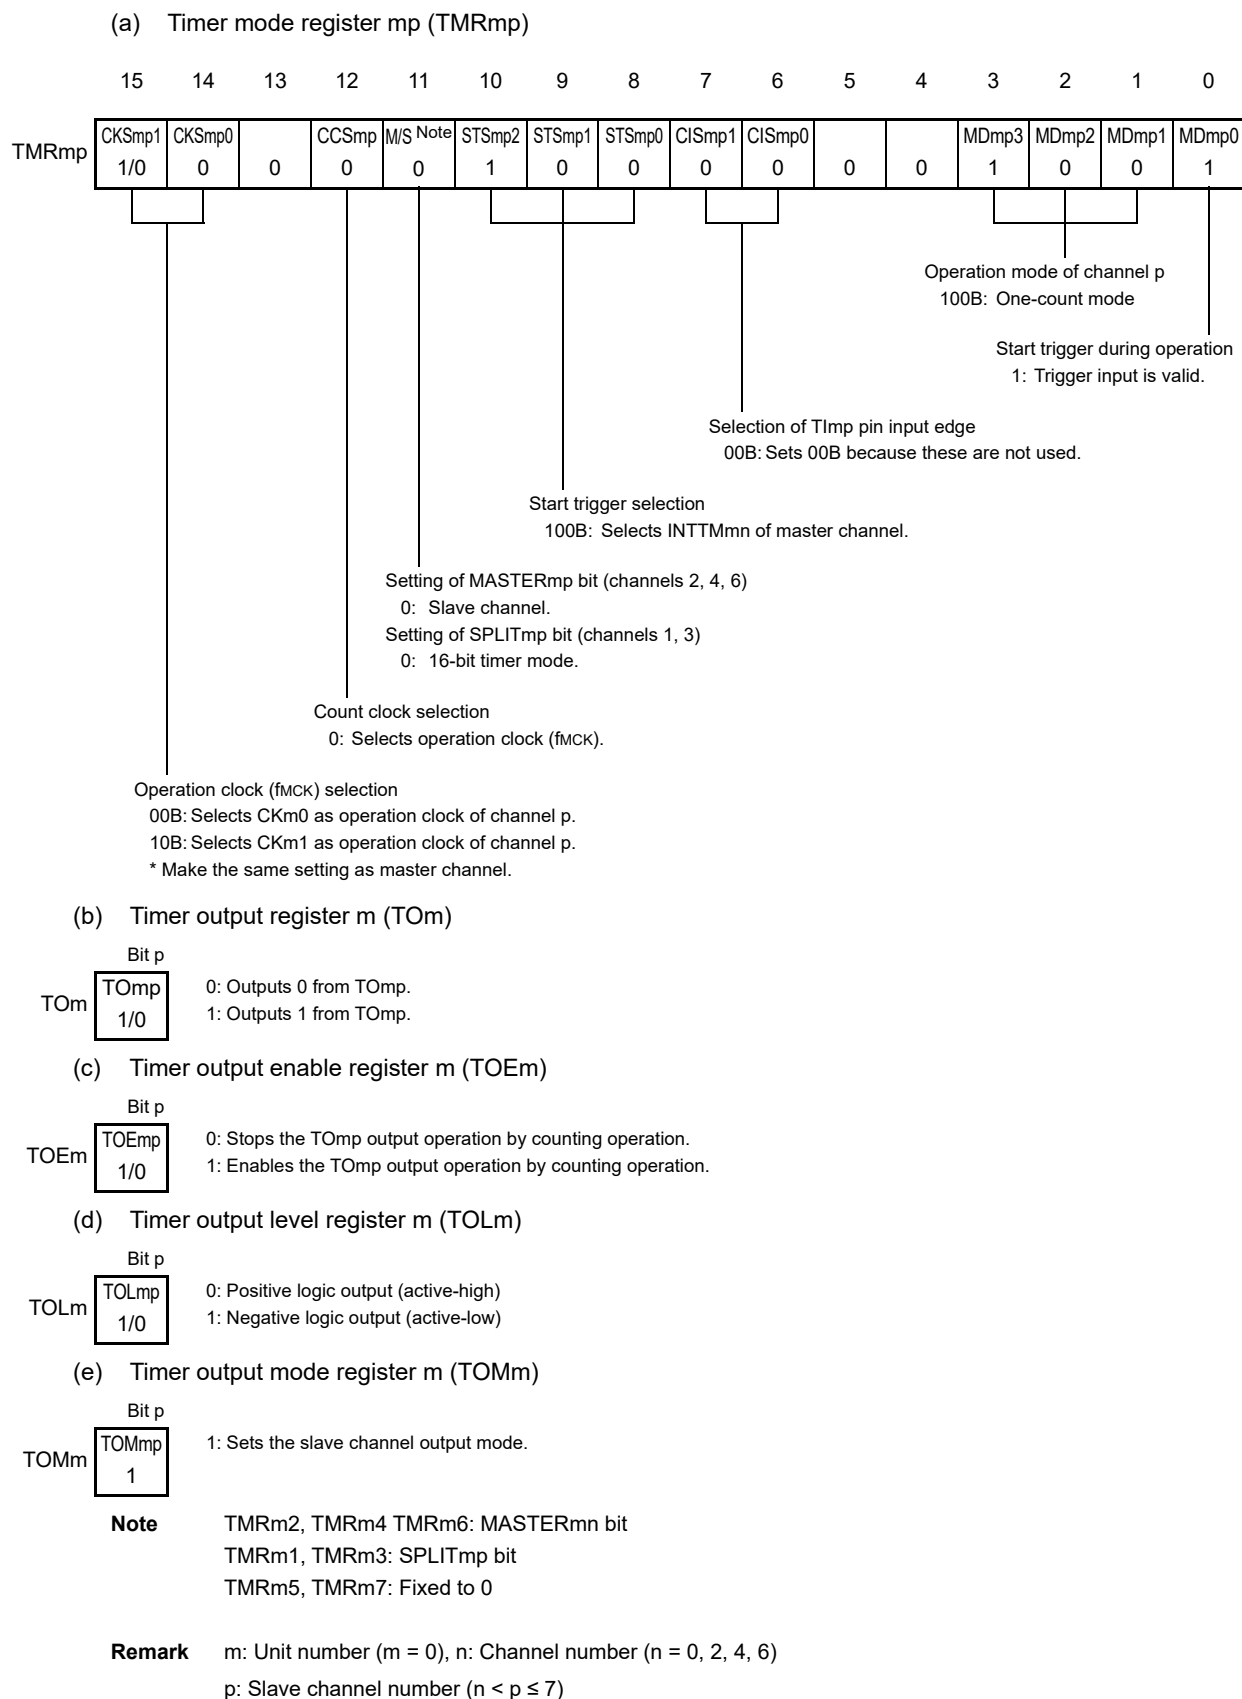 (a) Timer mode register mp (TMRmp)
15 14 13 12 11 10 9 8 7 6 5 4 3 2 1 0
TMRmp CKSmp1 CKSmp0 CCSmp M/S Note STSmp2 STSmp1 STSmp0 CISmp1 CISmp0 MDmp3 MDmp2 MDmp1 MDmp0
1/0 0 0 0 0 1 0 0 0 0 0 0 1 0 0 1
Operation mode of channel p
100B: One-count mode
Start trigger during operation
1: Trigger input is valid.
Selection of TImp pin input edge
00B: Sets 00B because these are not used.
Start trigger selection
100B: Selects INTTMmn of master channel.
Setting of MASTERmp bit (channels 2, 4, 6)
0: Slave channel.
Setting of SPLITmp bit (channels 1, 3)
0: 16-bit timer mode.
Count clock selection
0: Selects operation clock (fMCK).
Operation clock (fMCK) selection
00B: Selects CKm0 as operation clock of channel p.
10B: Selects CKm1 as operation clock of channel p.
* Make the same setting as master channel.
(b) Timer output register m (TOm)
Bit p
TOm TOmp 1/0
0: Outputs 0 from TOmp.
1: Outputs 1 from TOmp.
(c) Timer output enable register m (TOEm)
Bit p
TOEm TOEmp 1/0
0: Stops the TOmp output operation by counting operation.
1: Enables the TOmp output operation by counting operation.
(d) Timer output level register m (TOLm)
Bit p
TOLm TOLmp 1/0
0: Positive logic output (active-high)
1: Negative logic output (active-low)
(e) Timer output mode register m (TOMm)
Bit p
TOMm TOMmp 1
1: Sets the slave channel output mode.
Note TMRm2, TMRm4 TMRm6: MASTERmn bit
TMRm1, TMRm3: SPLITmp bit
TMRm5, TMRm7: Fixed to 0
Remark m: Unit number (m = 0), n: Channel number (n = 0, 2, 4, 6)
p: Slave channel number (n < p ≤ 7)